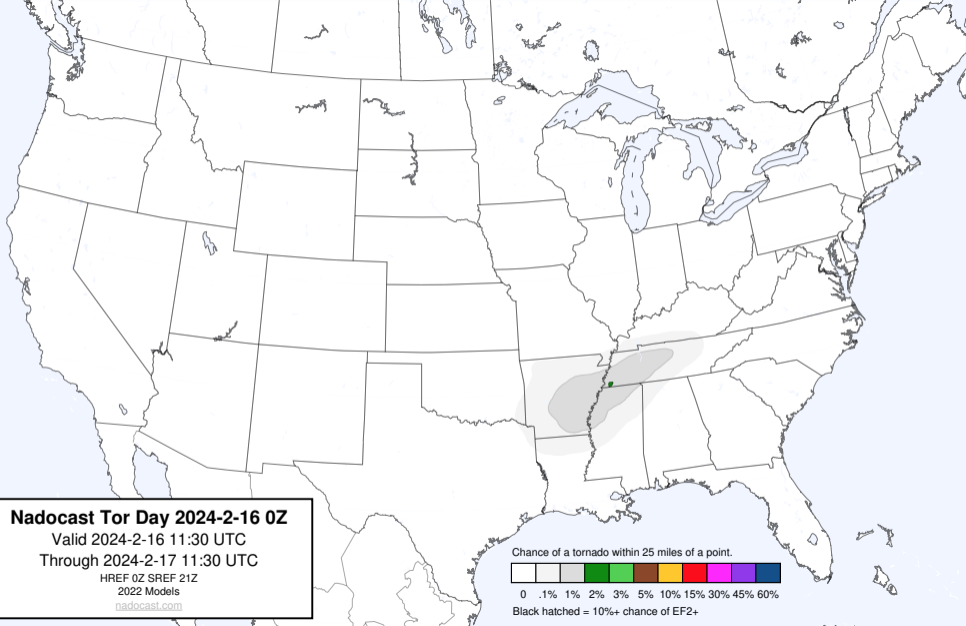 Nadocast Tor Day 2024-2-16 0Z
Valid 2024-2-16 11:30 UTC
Through 2024-2-17 11:30 UTC
HREF 0Z SREF 21Z
2022 Models
nadocast.com
Chance of a tornado within 25 miles of a point.
0 .1% 1% 2% 3% 5% 10% 15% 30% 45% 60%
Black hatched = 10%+ chance of EF2+